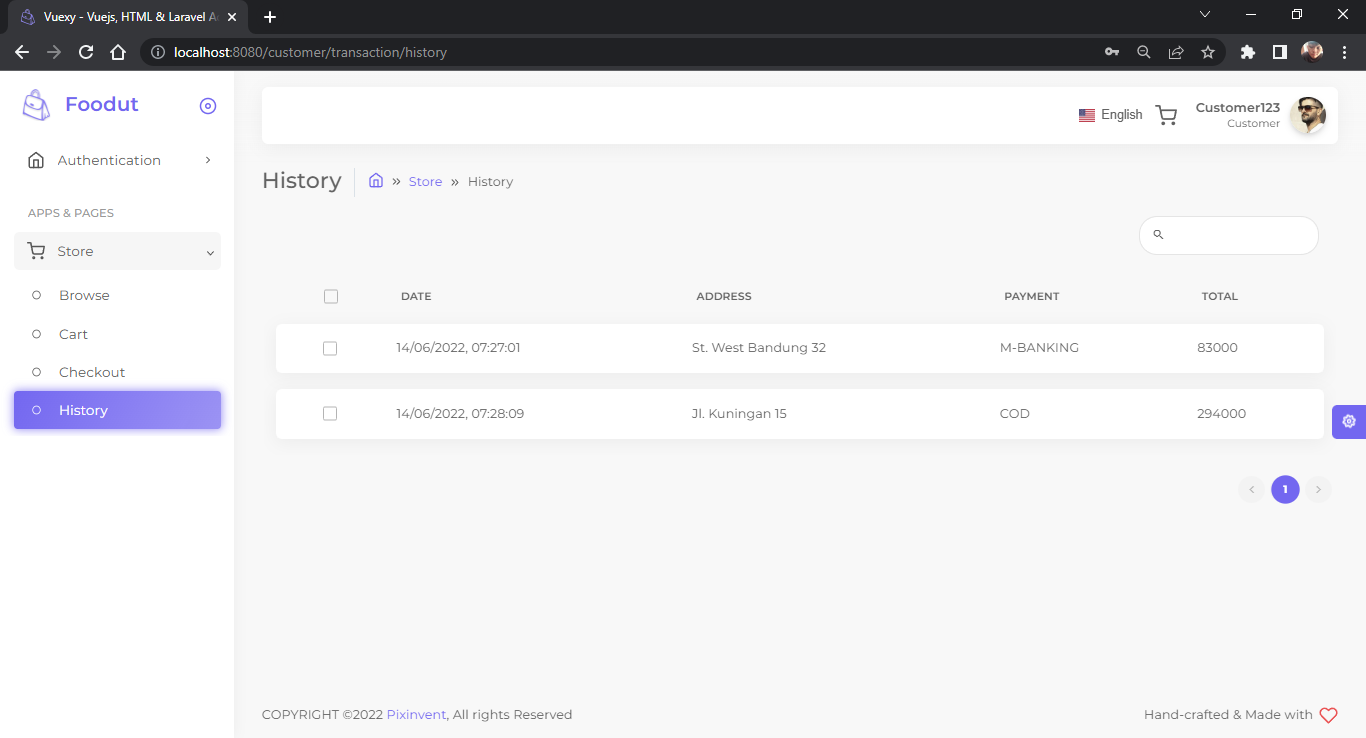 Vuexy - Vuejs, HTML & Laravel A
localhost:8080/customer/transaction/history
Foodut
Authentication
APPS & PAGES
Store
Browse
Cart
Checkout
History
English
Customer123
Customer
History
» Store » History
DATE ADDRESS PAYMENT TOTAL
14/06/2022, 07:27:01 St. West Bandung 32 M-BANKING 83000
14/06/2022, 07:28:09 Jl. Kuningan 15 COD 294000
1
COPYRIGHT ©2022 Pixinvent, All rights Reserved
Hand-crafted & Made with